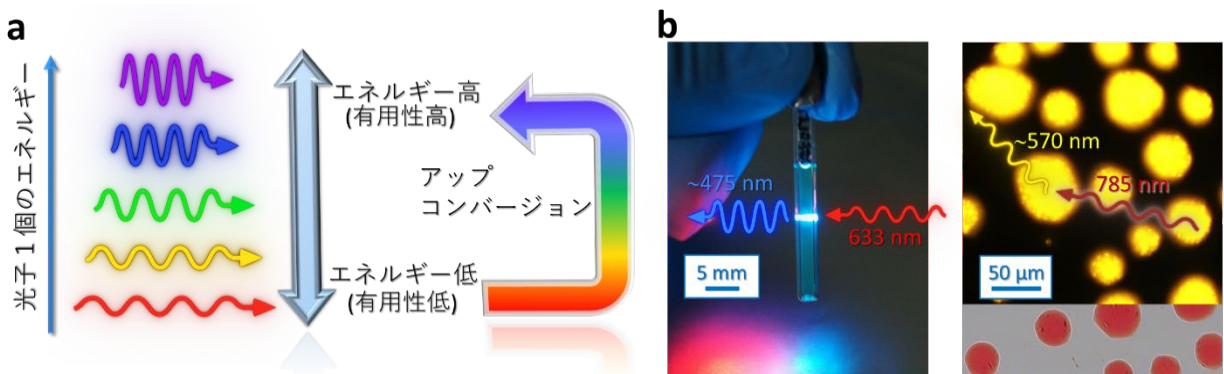 a
光子１個のエネルギー
エネルギー高
(有用性高)
アップ
コンバージョン
エネルギー低
(有用性低)
b
~475 nm
633 nm
5 mm
~570 nm
785 nm
50 μm